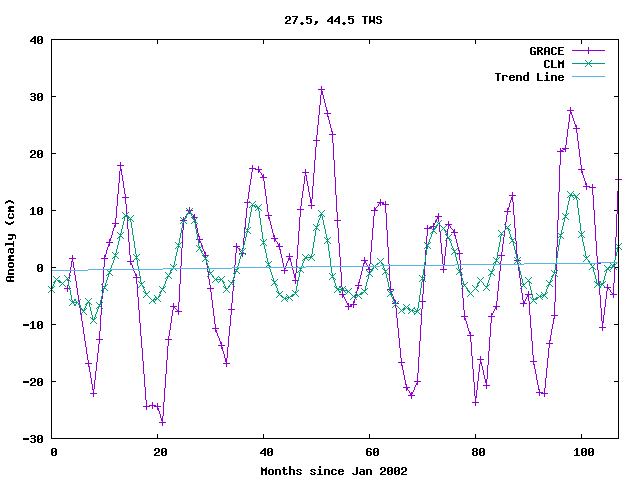 27.5, 44.5 TWS
GRACE
CLM
Trend Line
40
30
20
10
0
-10
-20
-30
Anomaly (cm)
0 20 40 60 80 100
Months since Jan 2002